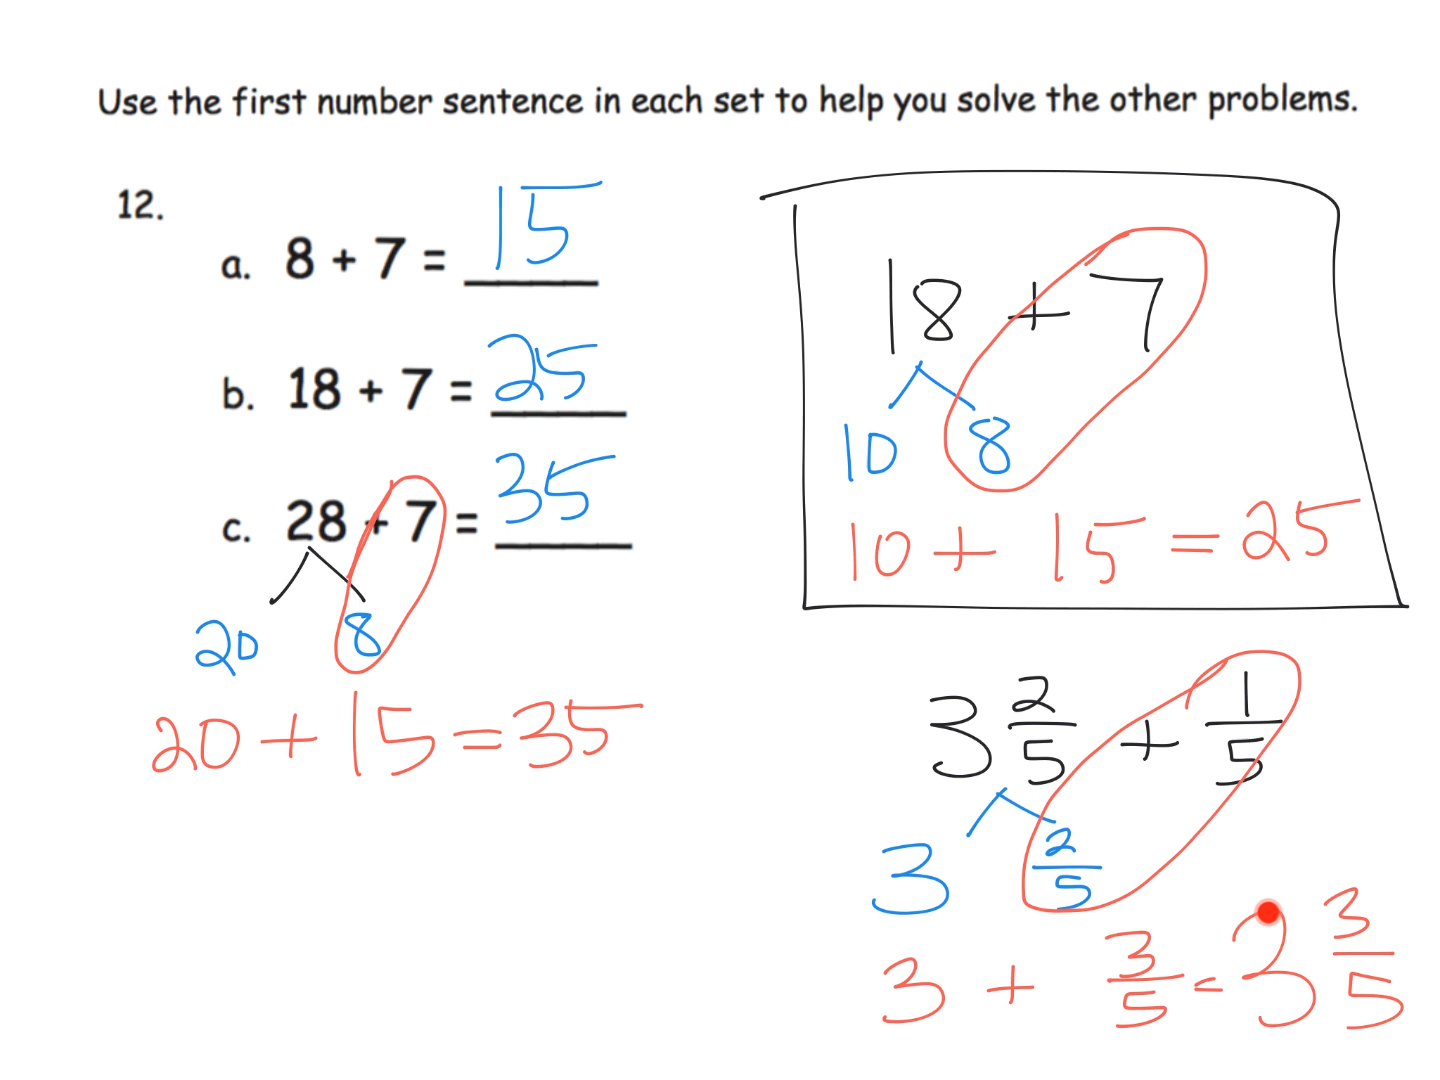 Use the first number sentence in each set to help you solve the other problems.
12.
a. 8 + 7 = 15
b. 18 + 7 = 25
c. 28 + 7 = 35
20 8
20 + 15 = 35
18 + 7
10 8
10 + 15 = 25
3 2/5 + 1/5
3 2/5
3 + 3/5 = 3 3/5